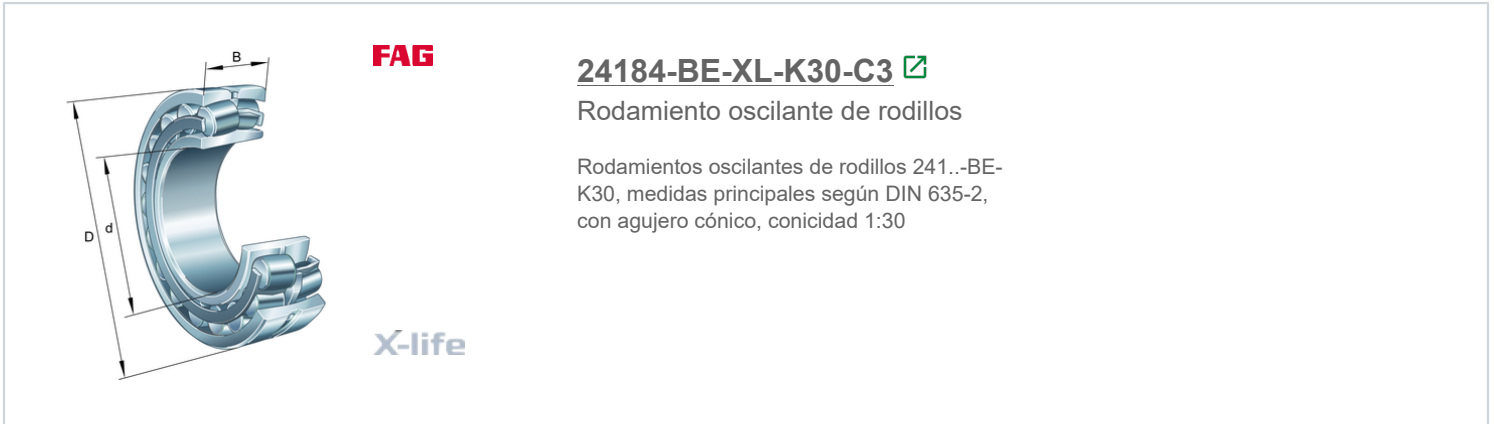 B
D
d
FAG
X-life
24184-BE-XL-K30-C3
Rodamiento oscilante de rodillos
Rodamientos oscilantes de rodillos 241..-BE-
K30, medidas principales según DIN 635-2,
con agujero cónico, conicidad 1:30